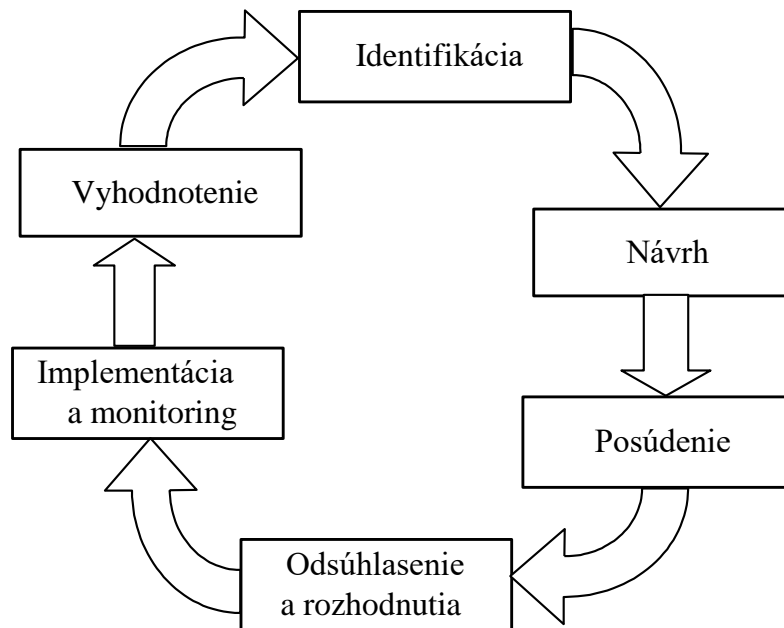 Identifikácia
Návrh
Posúdenie
Odsúhlasenie
a rozhodnutia
Implementácia
a monitoring
Vyhodnotenie